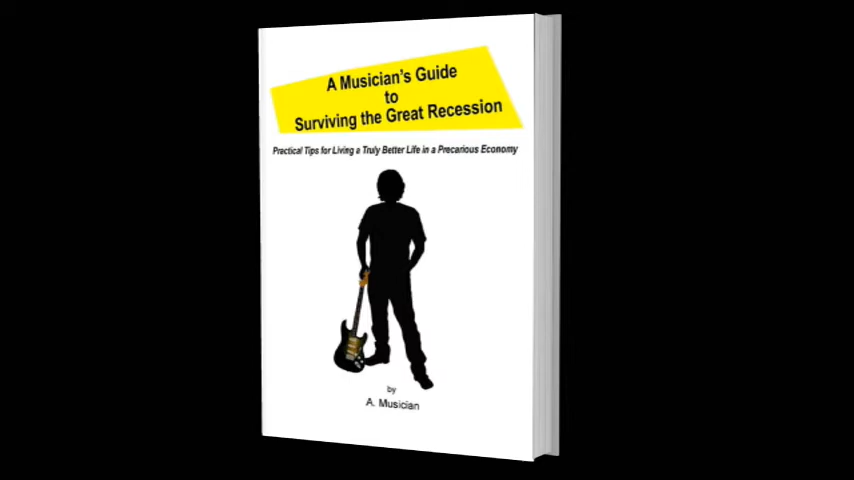 A Musician's Guide
to
Surviving the Great Recession
Practical Tips for Living a Truly Better Life in a Precarious Economy
by
A. Musician